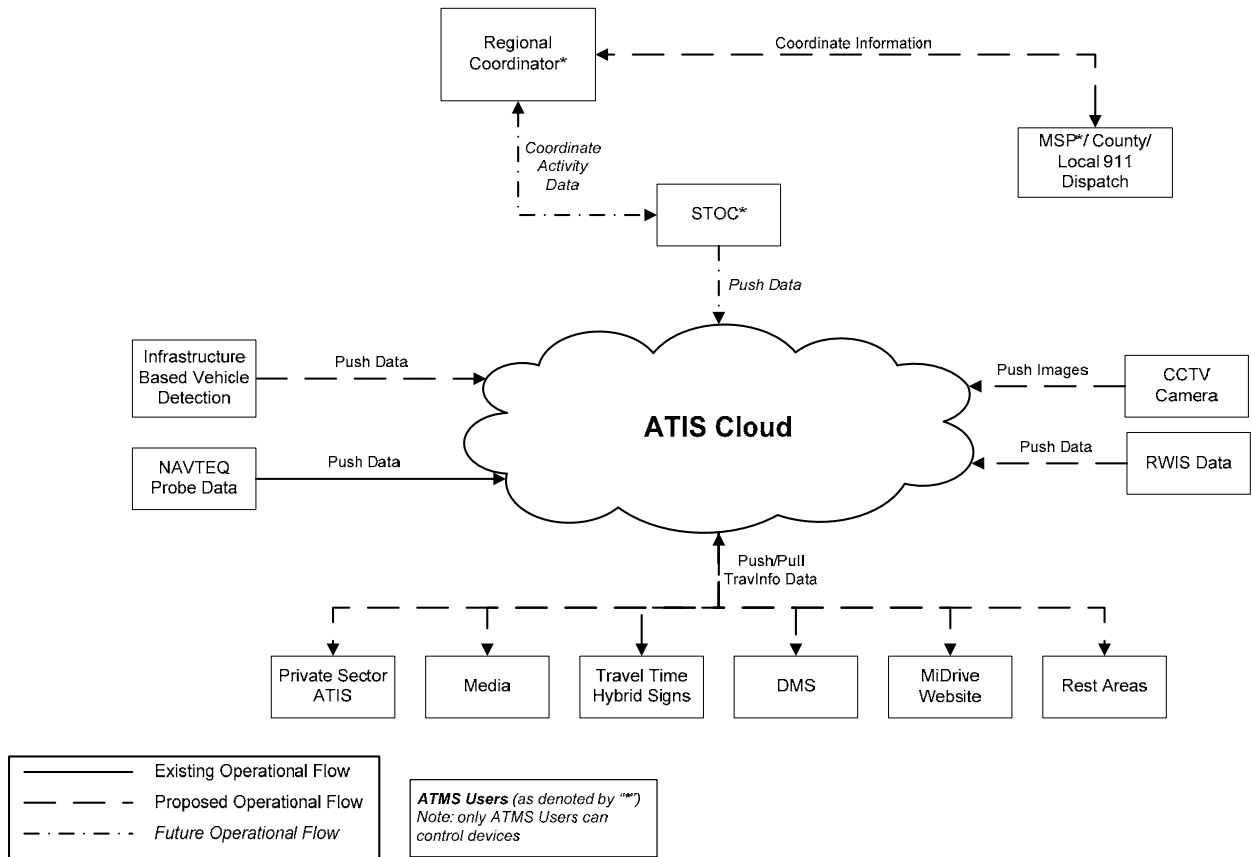 Regional
Coordinator*
Coordinate Information
MSP*/ County/
Local 911
Dispatch
Coordinate
Activity
Data
STOC*
Push Data
Infrastructure
Based Vehicle
Detection
Push Data
Push Images
CCTV
Camera
ATIS Cloud
NAVTEQ
Probe Data
Push Data
Push Data
RWIS Data
Push/Pull
TravInfo Data
Private Sector
ATIS
Media
Travel Time
Hybrid Signs
DMS
MiDrive
Website
Rest Areas
Existing Operational Flow
Proposed Operational Flow
Future Operational Flow
ATMS Users (as denoted by "*")
Note: only ATMS Users can
control devices